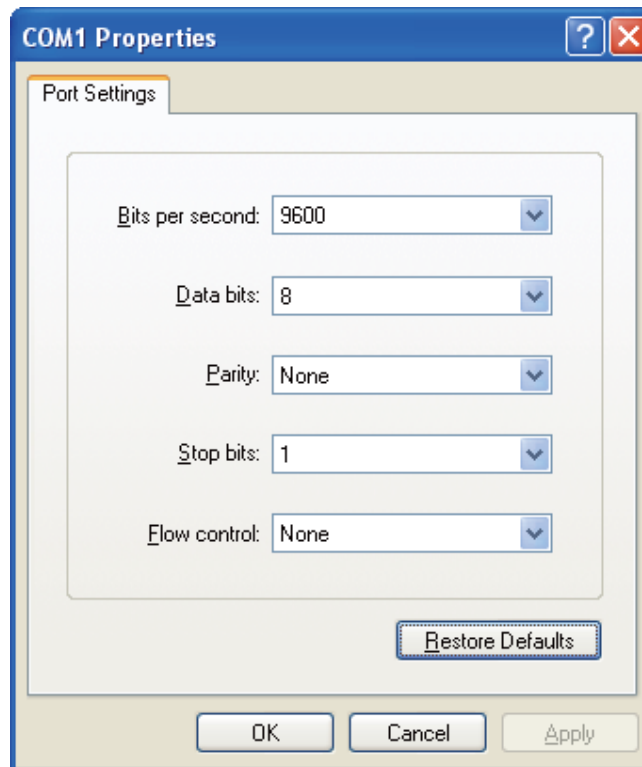 COM1 Properties
Port Settings
Bits per second: 9600
Data bits: 8
Parity: None
Stop bits: 1
Flow control: None
Restore Defaults
OK Cancel Apply